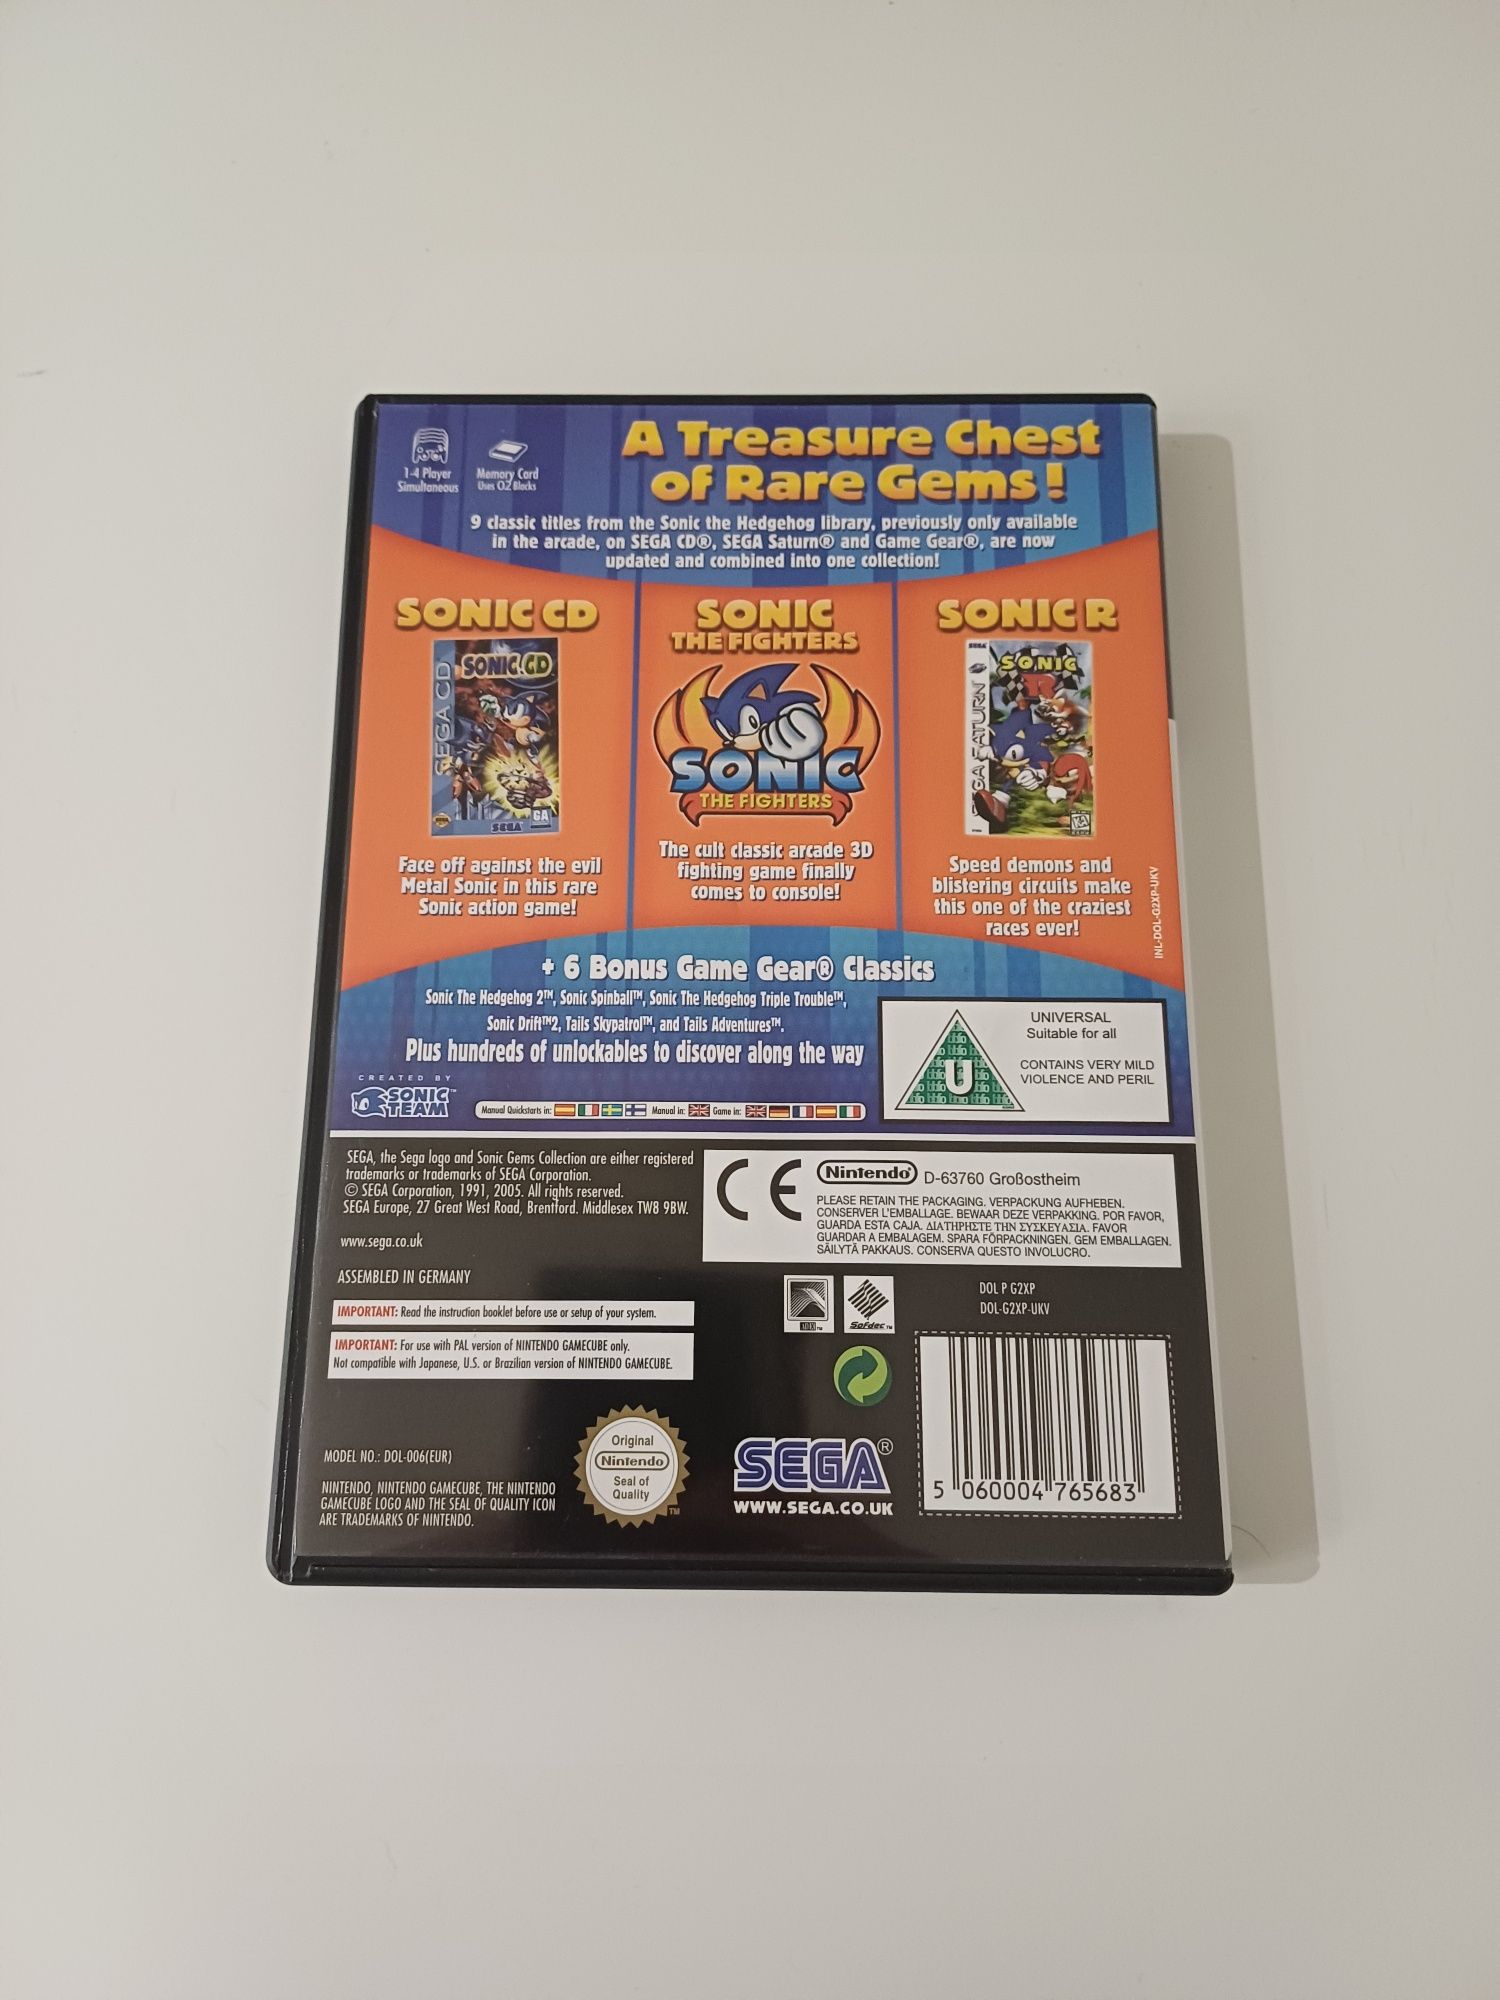 1-4 Player
Simultaneous
Memory Card
A Treasure Chest
of Rare Gems!
9 classic titles from the Sonic the Hedgehog library, previously only available
in the arcade, on SEGA CD®, SEGA Saturn® and Game Gear®, are now
updated and combined into one collection!
SONIC CD
SEGA CD
SONIC CD
SEGA
GA
Face off against the evil
Metal Sonic in this rare
Sonic action game!
SONIC
THE FIGHTERS
SONIC
THE FIGHTERS
The cult classic arcade 3D
fighting game finally
comes to console!
SONIC R
SEGA
SONIC
R
SEGA SATURN
Speed demons and
blistering circuits make
this one of the craziest
races ever!
INL-DOL-G2XP-UKV
+ 6 Bonus Game Gear® Classics
Sonic The Hedgehog 2™, Sonic Spinball™, Sonic The Hedgehog Triple Trouble™,
Sonic Drift™2, Tails Skypatrol™, and Tails Adventures™.
Plus hundreds of unlockables to discover along the way
CREATED BY
SONIC
TEAM™
Manual Quickstarts in:
Manual in:
Game in:
U
UNIVERSAL
Suitable for all
CONTAINS VERY MILD
VIOLENCE AND PERIL
SEGA, the Sega logo and Sonic Gems Collection are either registered
trademarks or trademarks of SEGA Corporation.
© SEGA Corporation, 1991, 2005. All rights reserved.
SEGA Europe, 27 Great West Road, Brentford. Middlesex TW8 9BW.
www.sega.co.uk
ASSEMBLED IN GERMANY
IMPORTANT: Read the instruction booklet before use or setup of your system.
IMPORTANT: For use with PAL version of NINTENDO GAMECUBE only.
Not compatible with Japanese, U.S. or Brazilian version of NINTENDO GAMECUBE.
CE
Nintendo® D-63760 Großostheim
PLEASE RETAIN THE PACKAGING. VERPACKUNG AUFHEBEN.
CONSERVER L'EMBALLAGE. BEWAAR DEZE VERPAKKING. POR FAVOR,
GUARDA ESTA CAJA. ΔΙΑΤΗΡΗΣΤΕ ΤΗΝ ΣΥΣΚΕΥΑΣΙΑ. FAVOR
GUARDAR A EMBALAGEM. SPARA FÖRPACKNINGEN. GEM EMBALLAGEN.
SÄILYTÄ PAKKAUS. CONSERVA QUESTO INVOLUCRO.
Sofdec™
DOL P G2XP
DOL-G2XP-UKV
MODEL NO.: DOL-006(EUR)
NINTENDO, NINTENDO GAMECUBE, THE NINTENDO
GAMECUBE LOGO AND THE SEAL OF QUALITY ICON
ARE TRADEMARKS OF NINTENDO.
Original
Nintendo
Seal of
Quality
TM
SEGA®
WWW.SEGA.CO.UK
5 060004 765683